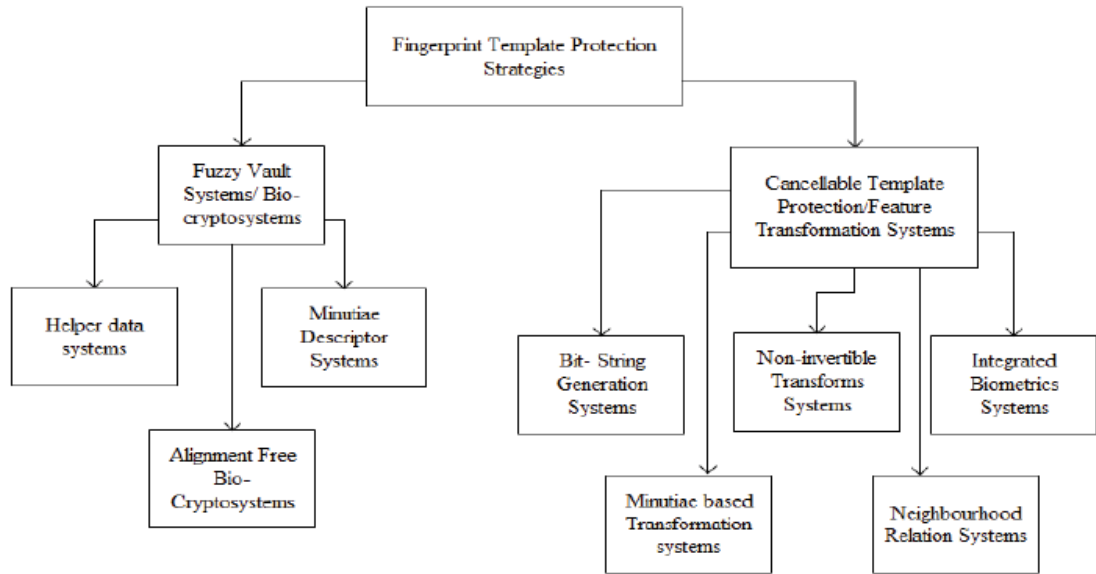 Fingerprint Template Protection
Strategies
Fuzzy Vault
Systems/ Bio-
cryptosystems
Cancellable Template
Protection/Feature
Transformation Systems
Helper data
systems
Minutiae
Descriptor
Systems
Bit- String
Generation
Systems
Non-invertible
Transforms
Systems
Integrated
Biometrics
Systems
Alignment Free
Bio-
Cryptosystems
Minutiae based
Transformation
systems
Neighbourhood
Relation Systems